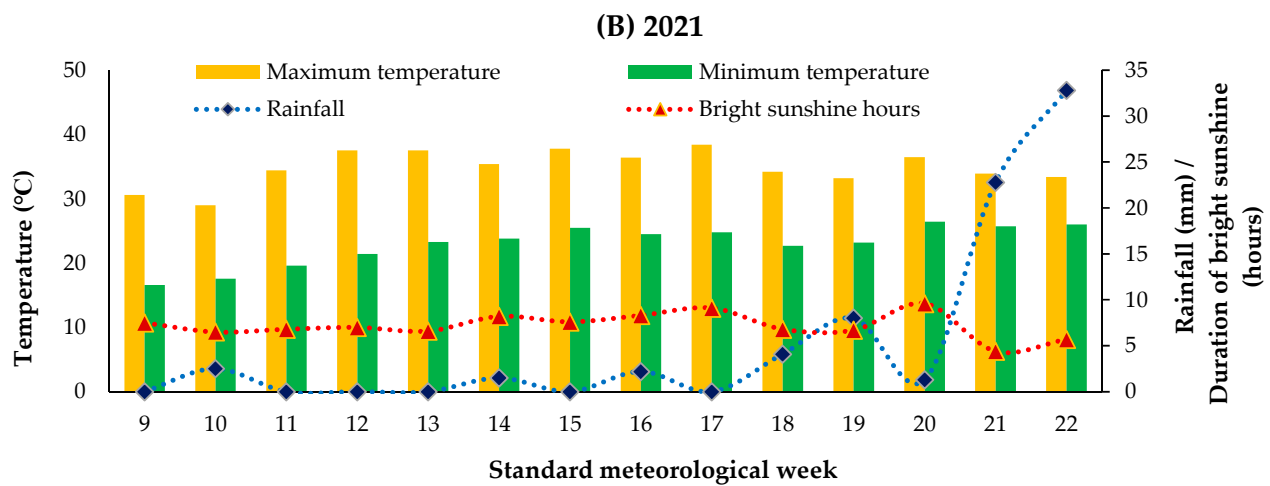 (B) 2021
Maximum temperature
Minimum temperature
Rainfall
Bright sunshine hours
Temperature (°C)
50
40
30
20
10
0
35
30
25
20
15
10
5
0
Rainfall (mm) /
Duration of bright sunshine
(hours)
9 10 11 12 13 14 15 16 17 18 19 20 21 22
Standard meteorological week